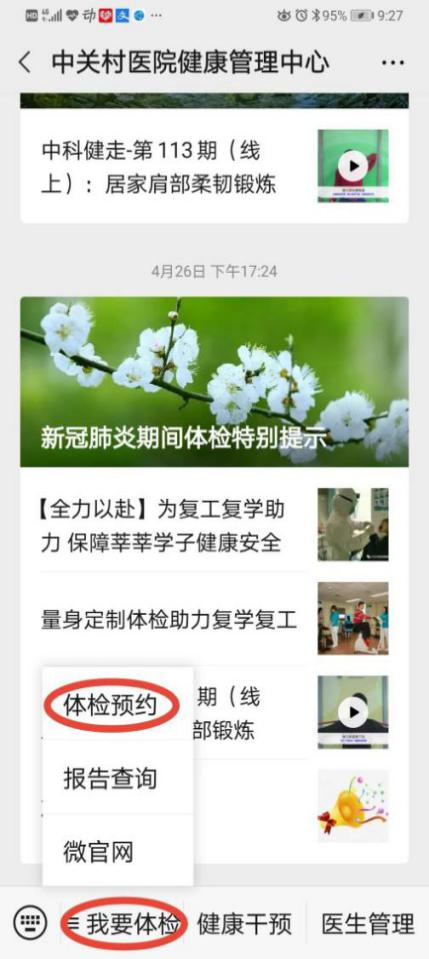 95% 9:27
中关村医院健康管理中心
中科健走-第113期（线
上）：居家肩部柔韧锻炼
4月26日 下午17:24
新冠肺炎期间体检特别提示
【全力以赴】为复工复学助
力 保障莘莘学子健康安全
量身定制体检助力复学复工
期（线
部锻炼
体检预约
报告查询
微官网
我要体检
健康干预
医生管理